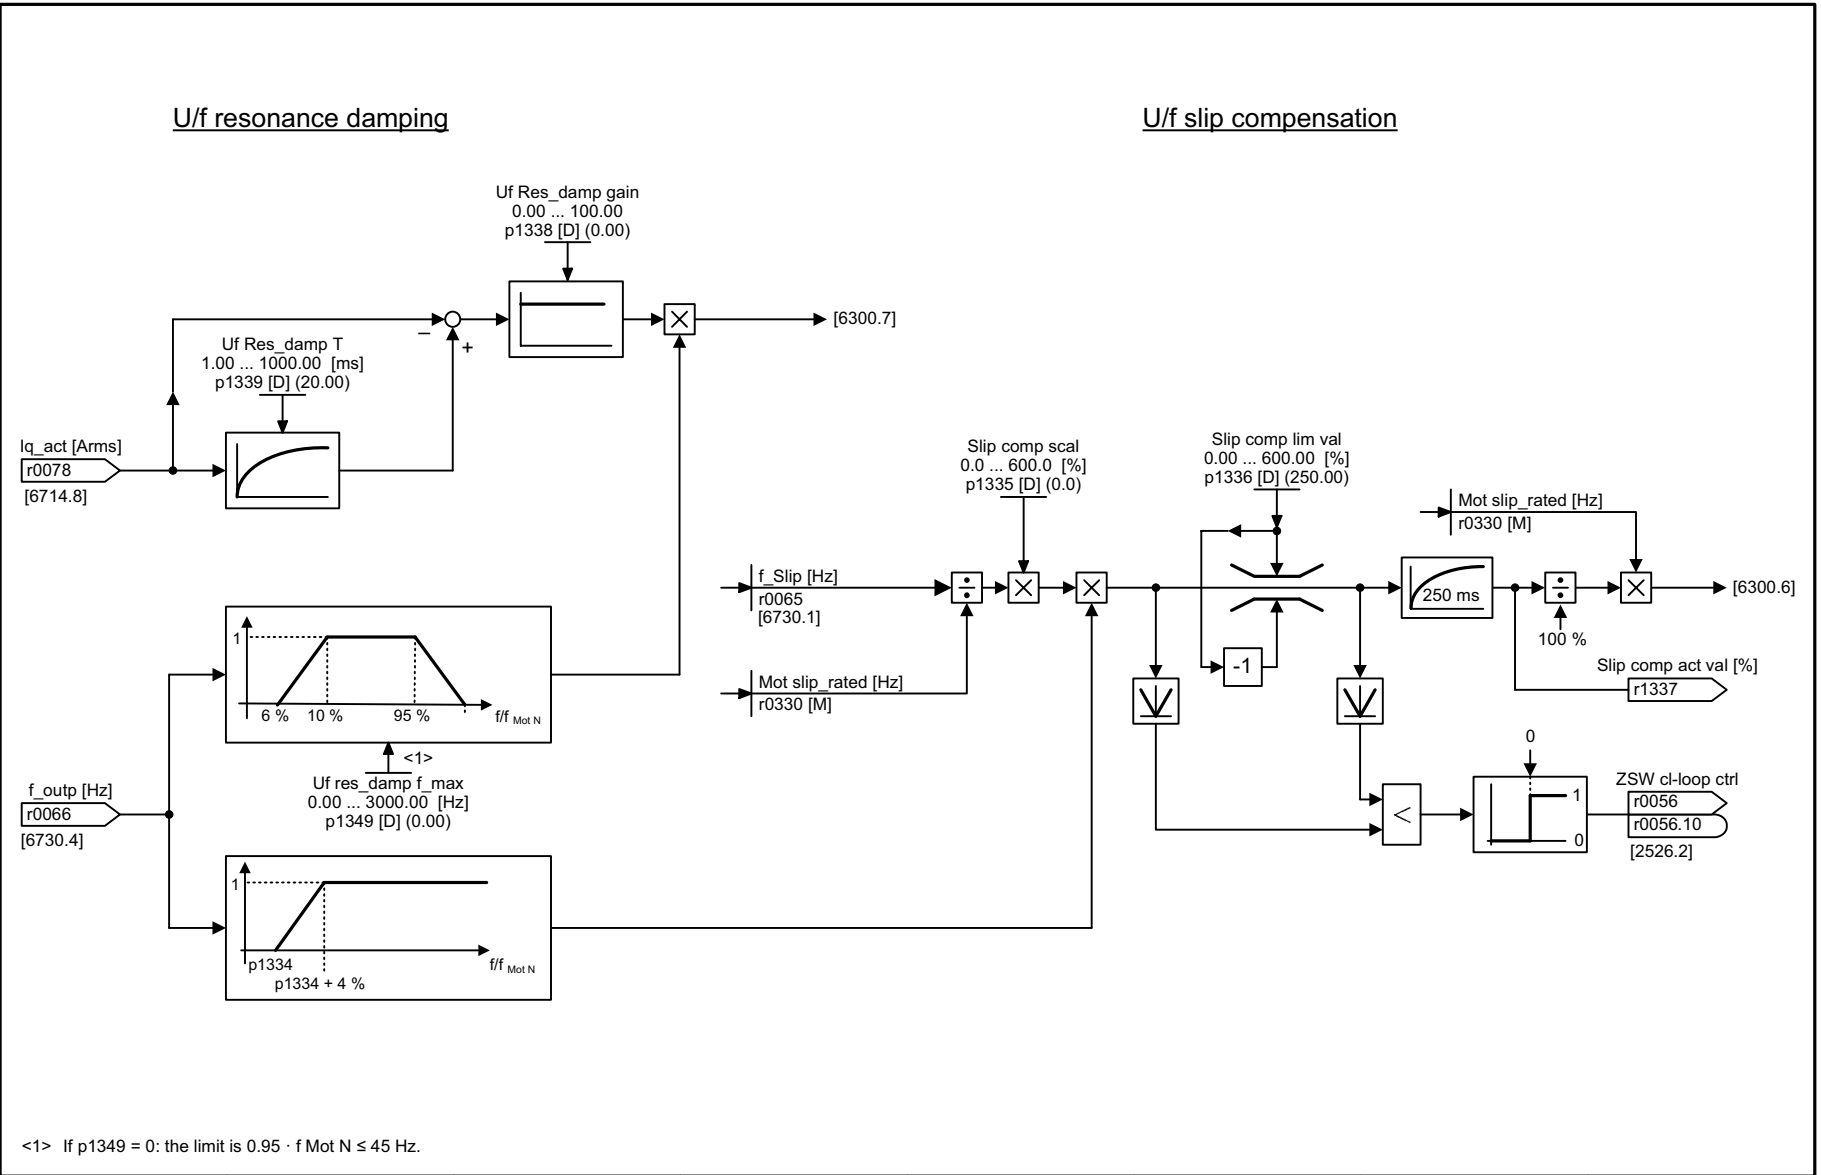 U/f resonance damping
U/f slip compensation
Uf Res_damp gain
0.00 ... 100.00
p1338 [D] (0.00)
[6300.7]
–
+
Uf Res_damp T
1.00 ... 1000.00 [ms]
p1339 [D] (20.00)
Iq_act [Arms]
r0078
[6714.8]
Slip comp scal
0.0 ... 600.0 [%]
p1335 [D] (0.0)
Slip comp lim val
0.00 ... 600.00 [%]
p1336 [D] (250.00)
Mot slip_rated [Hz]
r0330 [M]
f_Slip [Hz]
r0065
[6730.1]
÷
250 ms
÷
100 %
[6300.6]
-1
Mot slip_rated [Hz]
r0330 [M]
Slip comp act val [%]
r1337
1
6 %
10 %
95 %
f/f Mot N
<1>
Uf res_damp f_max
0.00 ... 3000.00 [Hz]
p1349 [D] (0.00)
f_outp [Hz]
r0066
[6730.4]
<
0
1
0
ZSW cl-loop ctrl
r0056
r0056.10
[2526.2]
1
p1334
p1334 + 4 %
f/f Mot N
<1> If p1349 = 0: the limit is 0.95 · f Mot N ≤ 45 Hz.